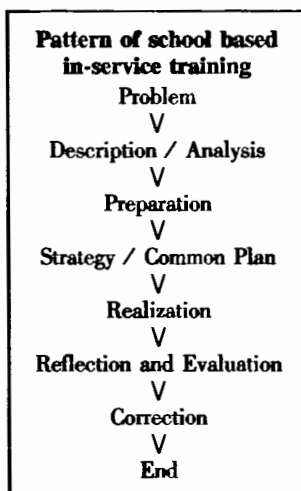 Pattern of school based
in-service training
Problem
V
Description / Analysis
V
Preparation
V
Strategy / Common Plan
V
Realization
V
Reflection and Evaluation
V
Correction
V
End